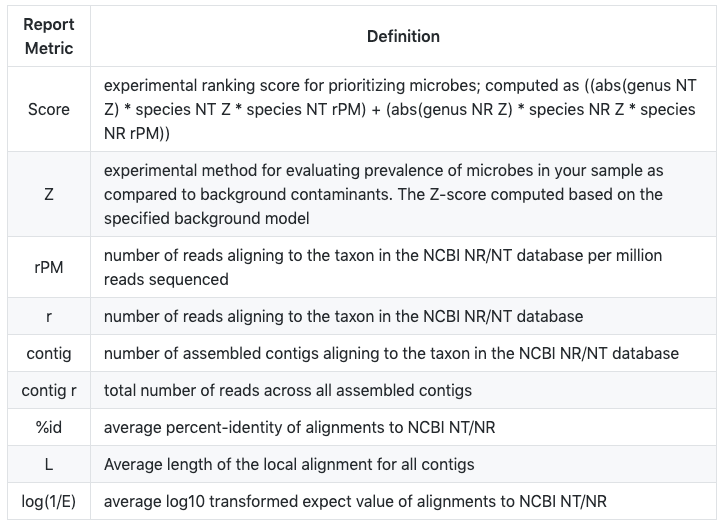 Report
Metric
Definition
Score
experimental ranking score for prioritizing microbes; computed as ((abs(genus NT
Z) * species NT Z * species NT rPM) + (abs(genus NR Z) * species NR Z * species
NR rPM))
Z
experimental method for evaluating prevalence of microbes in your sample as
compared to background contaminants. The Z-score computed based on the
specified background model
rPM
number of reads aligning to the taxon in the NCBI NR/NT database per million
reads sequenced
r
number of reads aligning to the taxon in the NCBI NR/NT database
contig
number of assembled contigs aligning to the taxon in the NCBI NR/NT database
contig r
total number of reads across all assembled contigs
%id
average percent-identity of alignments to NCBI NT/NR
L
Average length of the local alignment for all contigs
log(1/E)
average log10 transformed expect value of alignments to NCBI NT/NR